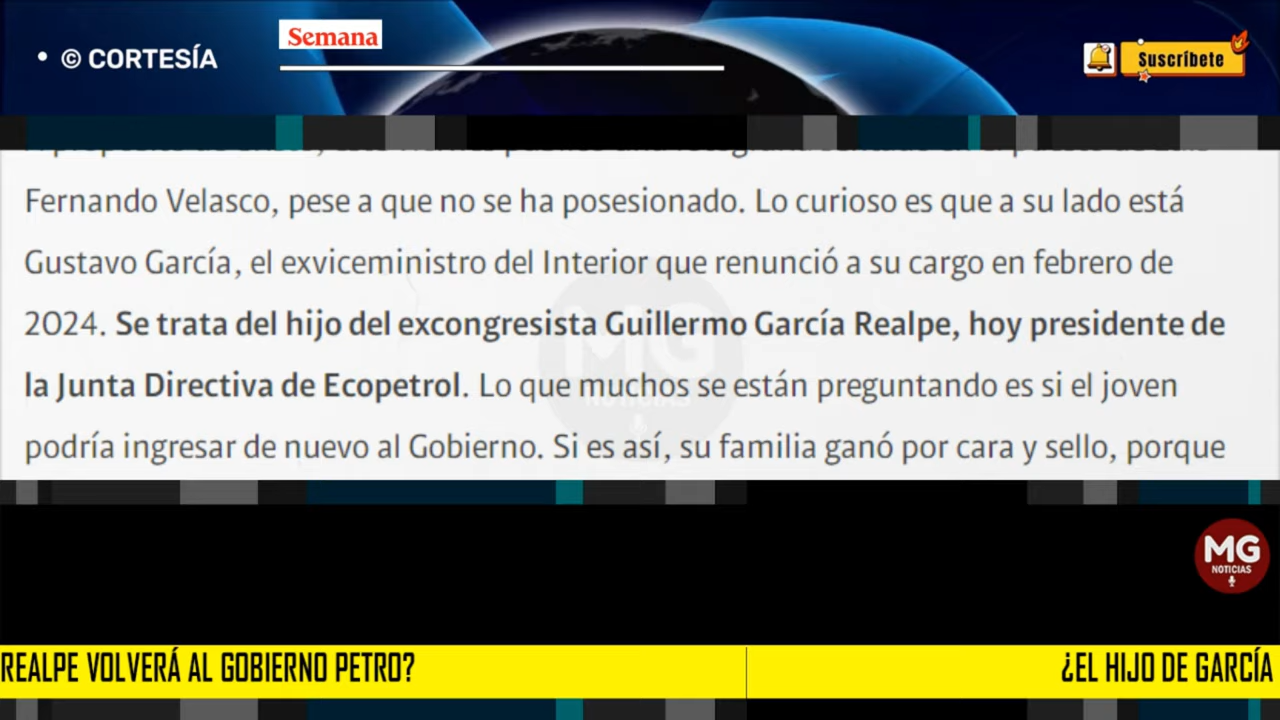 Semana
• © CORTESÍA
Suscríbete
Fernando Velasco, pese a que no se ha posesionado. Lo curioso es que a su lado está
Gustavo García, el exviceministro del Interior que renunció a su cargo en febrero de
2024. Se trata del hijo del excongresista Guillermo García Realpe, hoy presidente de
la Junta Directiva de Ecopetrol. Lo que muchos se están preguntando es si el joven
podría ingresar de nuevo al Gobierno. Si es así, su familia ganó por cara y sello, porque
MG
NOTICIAS
MG
NOTICIAS
REALPE VOLVERÁ AL GOBIERNO PETRO?
¿EL HIJO DE GARCÍA